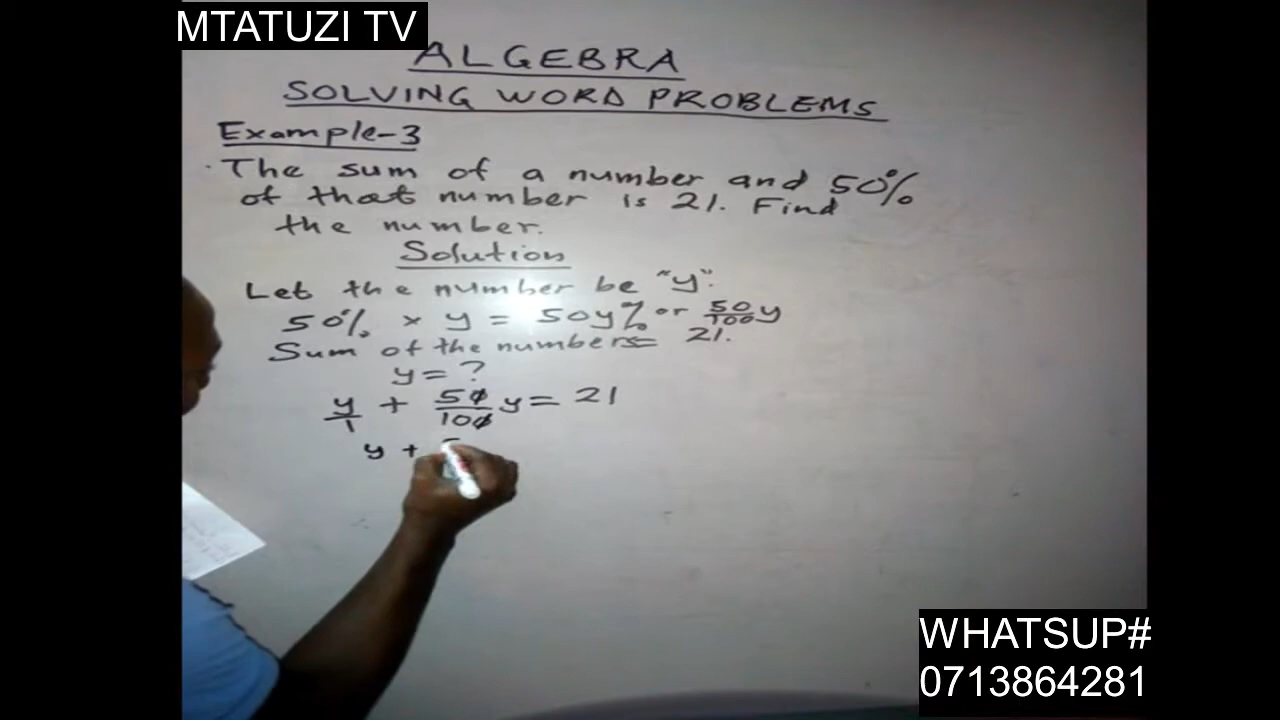 MTATUZI TV
ALGEBRA
SOLVING WORD PROBLEMS
Example-3
The sum of a number and 50%
of that number is 21. Find
the number.
Solution
Let the number be "y".
50% × y = 50y% or 50/100 y
Sum of the numbers = 21.
y = ?
y/1 + 50/100 y = 21
y +
WHATSUP#
0713864281